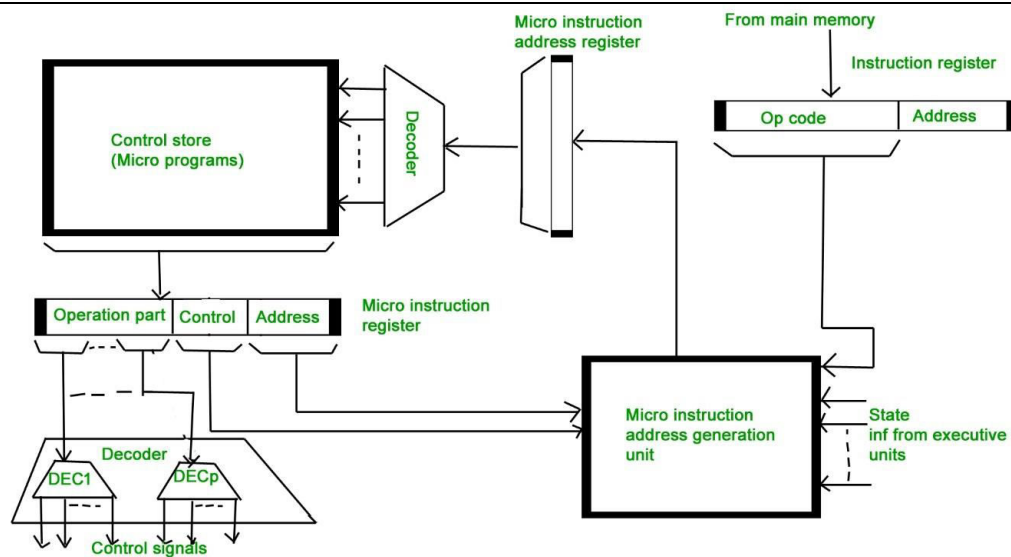 Micro instruction
address register
From main memory
Instruction register
Op code
Address
Control store
(Micro programs)
Decoder
Operation part
Control
Address
Micro instruction
register
Micro instruction
address generation
unit
State
inf from executive
units
Decoder
DEC1
DECp
Control signals